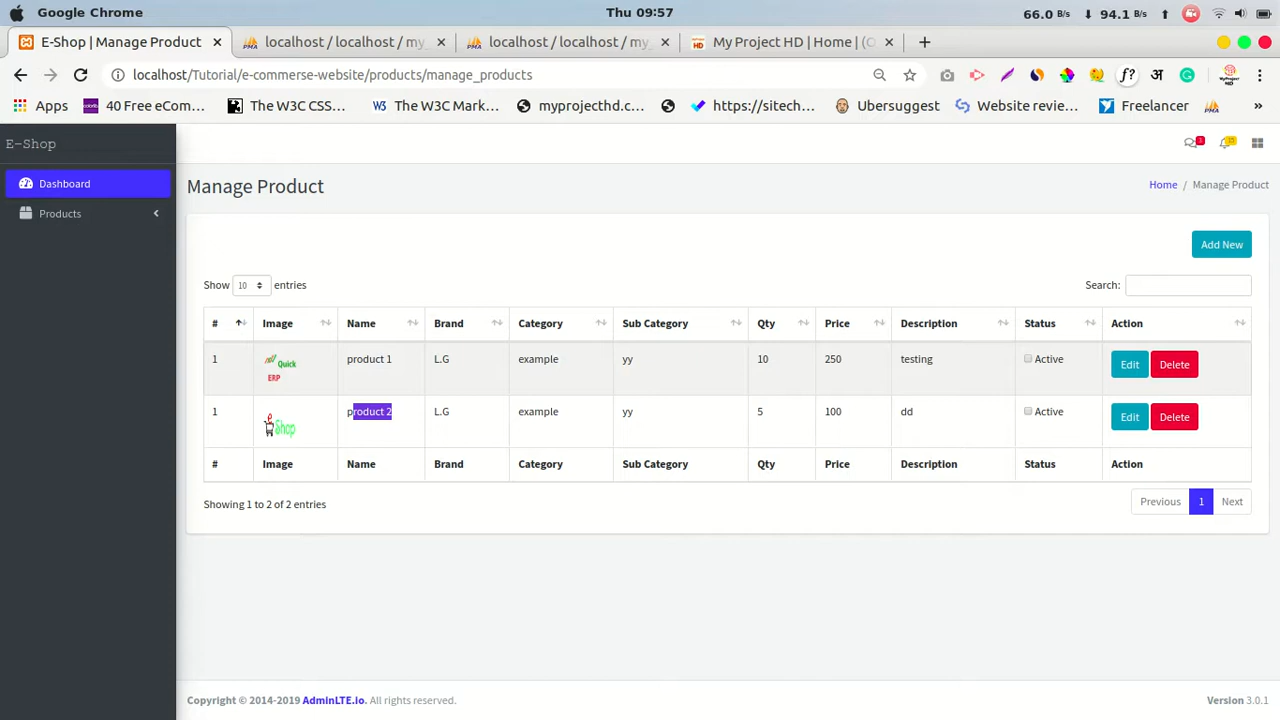 Google Chrome
Thu 09:57
66.0 B/s ↓ 94.1 B/s ↑
E-Shop | Manage Product
localhost / localhost / my_
localhost / localhost / my_
My Project HD | Home | (O
localhost/Tutorial/e-commerse-website/products/manage_products
Apps
40 Free eCom...
The W3C CSS...
The W3C Mark...
myprojecthd.c...
https://sitech...
Ubersuggest
Website revie...
Freelancer
»
E-Shop
Dashboard
Products
Manage Product
Home / Manage Product
Add New
Show 10 entries
Search:
# Image Name Brand Category Sub Category Qty Price Description Status Action
1 Quick ERP product 1 L.G example yy 10 250 testing Active Edit Delete
1 eShop product 2 L.G example yy 5 100 dd Active Edit Delete
# Image Name Brand Category Sub Category Qty Price Description Status Action
Showing 1 to 2 of 2 entries
Previous 1 Next
Copyright © 2014-2019 AdminLTE.io. All rights reserved.
Version 3.0.1